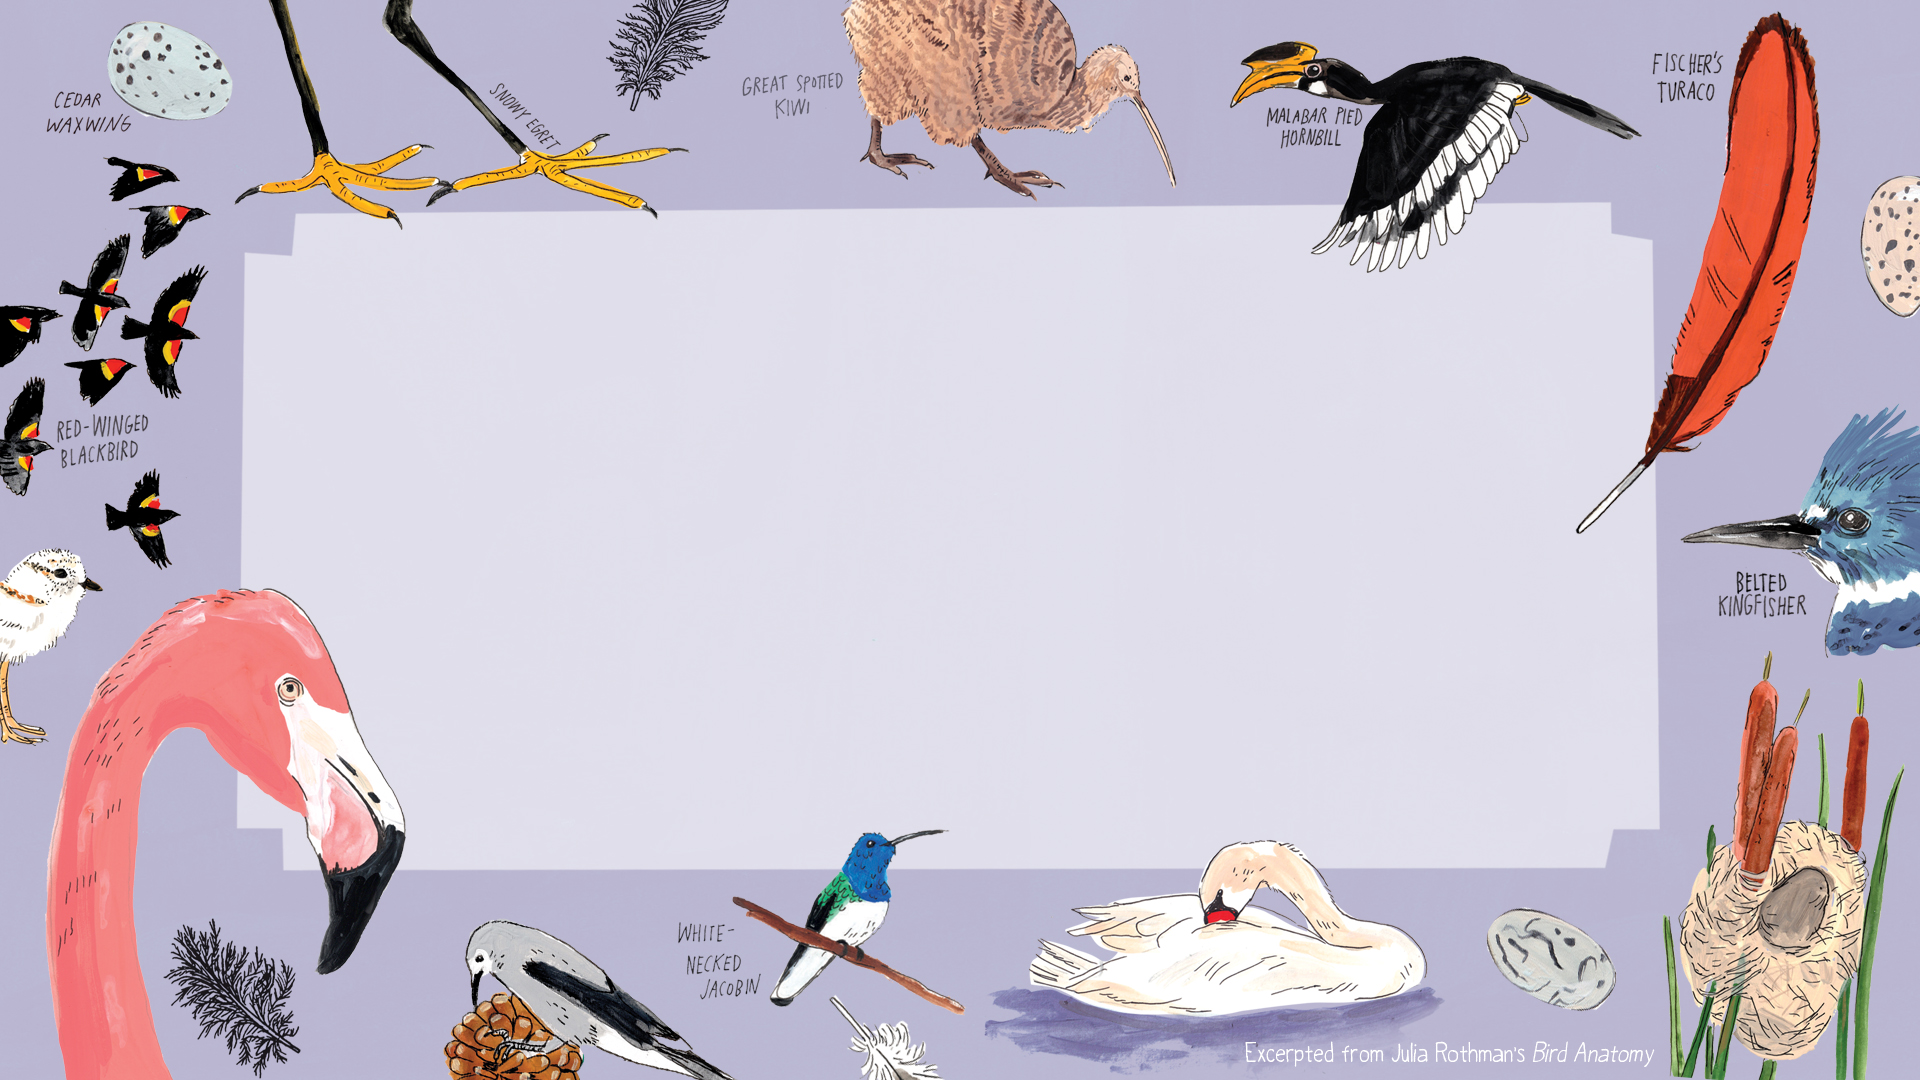 CEDAR
WAXWING
SNOWY EGRET
GREAT SPOTTED
KIWI
MALABAR PIED
HORNBILL
FISCHER'S
TURACO
RED-WINGED
BLACKBIRD
BELTED
KINGFISHER
WHITE-
NECKED
JACOBIN
Excerpted from Julia Rothman's Bird Anatomy